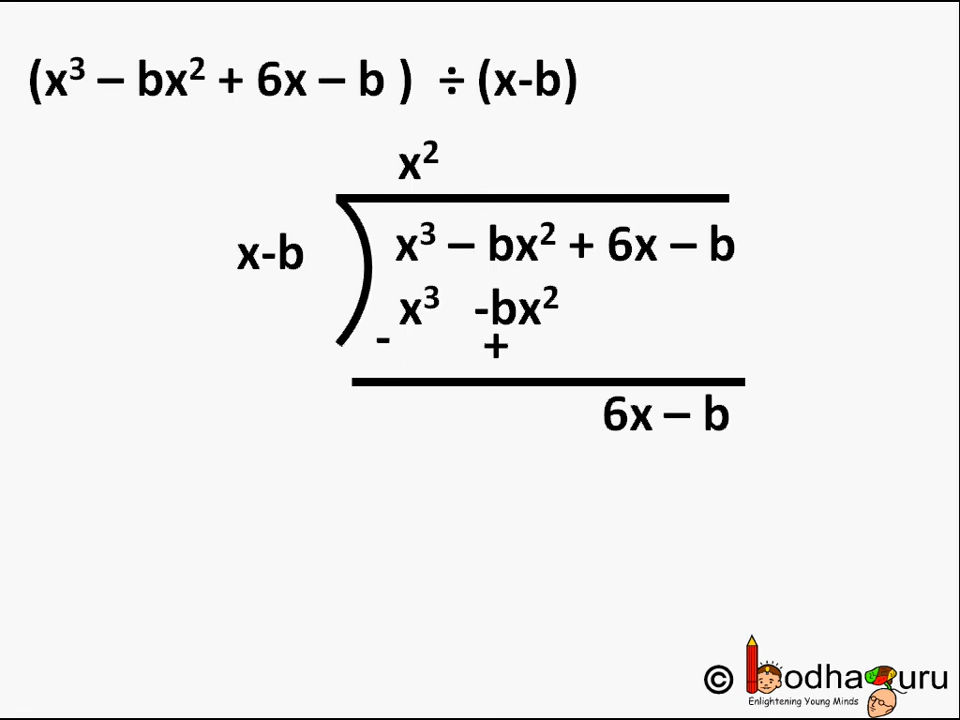 (x³ – bx² + 6x – b ) ÷ (x-b)
x²
x-b
x³ – bx² + 6x – b
x³ -bx²
- +
6x – b
© bodhaGuru
Enlightening Young Minds